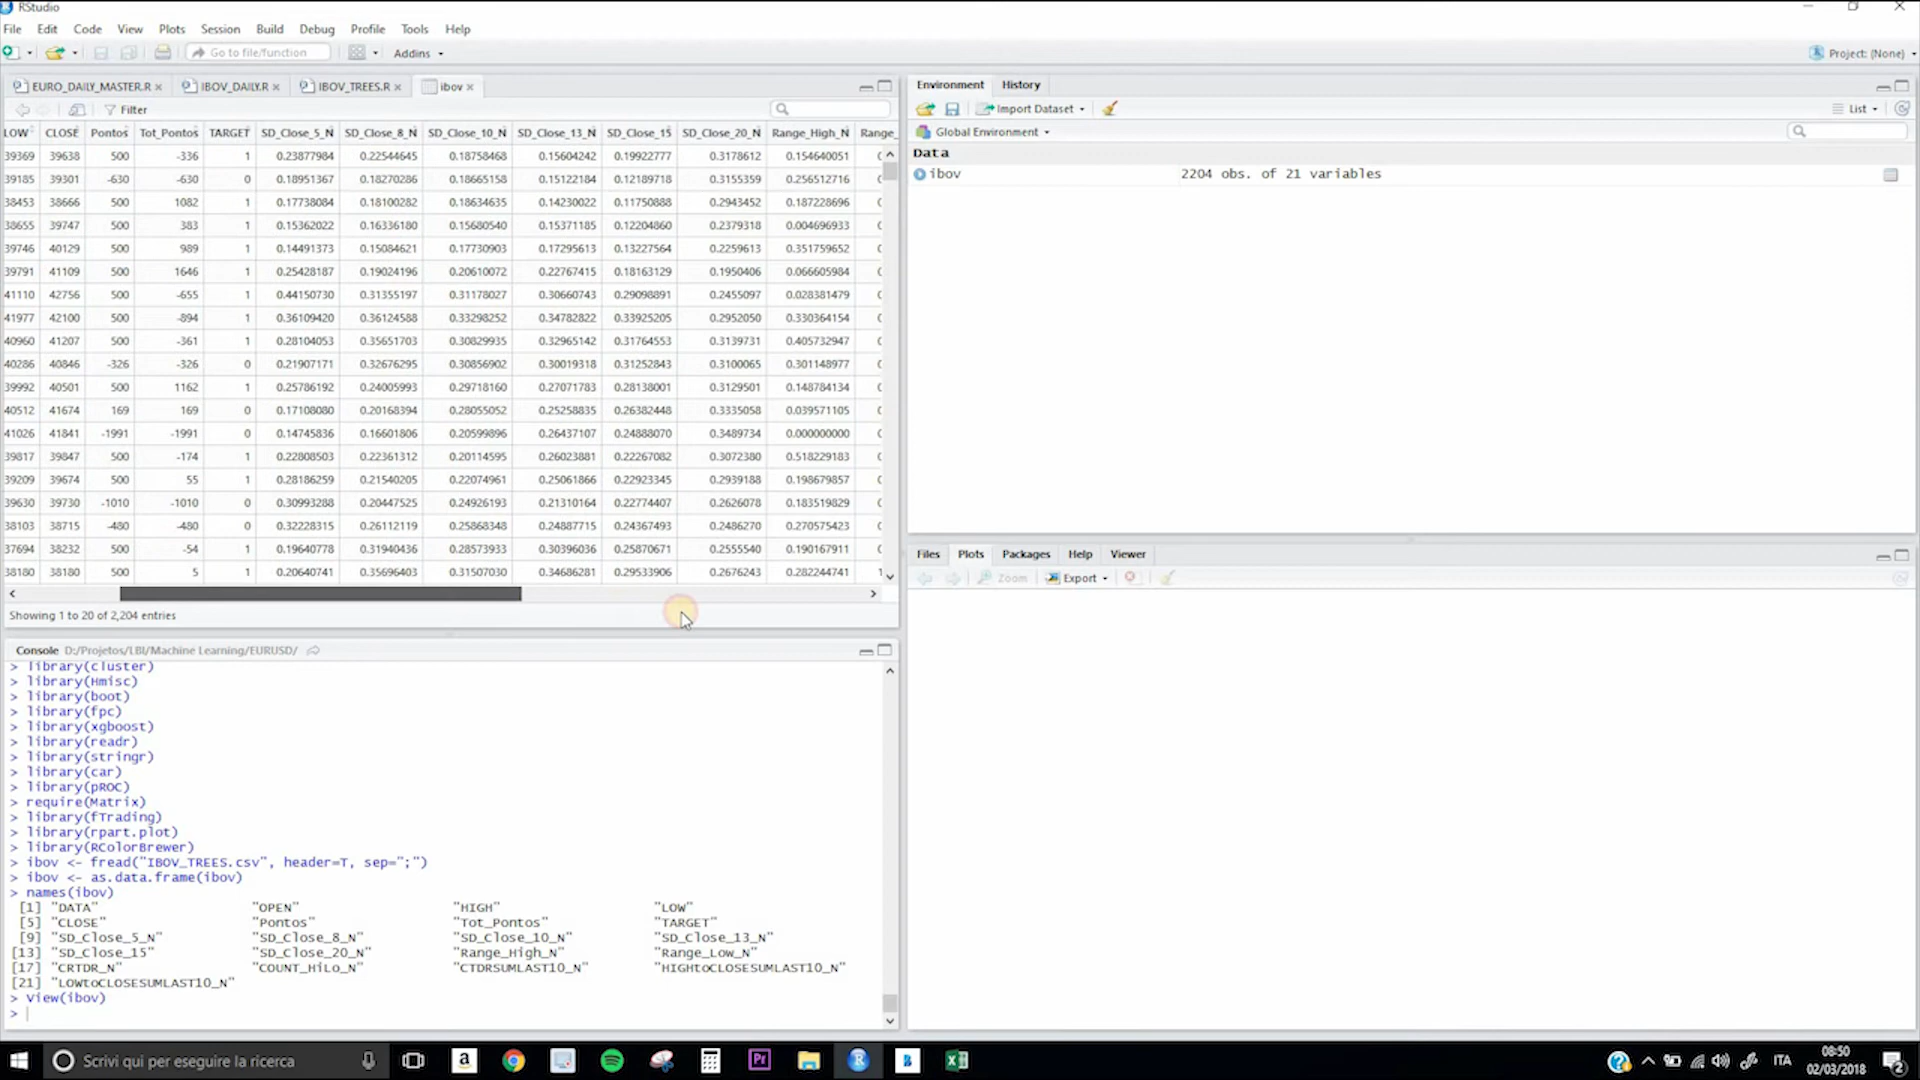 RStudio
File Edit Code View Plots Session Build Debug Profile Tools Help
Go to file/function Addins Project: (None)
EURO_DAILY_MASTER.R IBOV_DAILY.R IBOV_TREES.R ibov
Filter
LOW CLOSE Pontos Tot_Pontos TARGET SD_Close_5_N SD_Close_8_N SD_Close_10_N SD_Close_13_N SD_Close_15 SD_Close_20_N Range_High_N Range_
39369 39638 500 -336 1 0.23877984 0.22544645 0.18758468 0.15604242 0.19922777 0.3178612 0.154640051
39185 39301 -630 -630 0 0.18951367 0.18270286 0.18665158 0.15122184 0.12189718 0.3155359 0.256512716
38453 38666 500 1082 1 0.17738084 0.18100282 0.18634635 0.14230022 0.11750888 0.2943452 0.187228696
38655 39747 500 383 1 0.15362022 0.16336180 0.15680540 0.15371185 0.12204860 0.2379318 0.004696933
39746 40129 500 989 1 0.14491373 0.15084621 0.17730903 0.17295613 0.13227564 0.2259613 0.351759652
39791 41109 500 1646 1 0.25428187 0.19024196 0.20610072 0.22767415 0.18163129 0.1950406 0.066605984
41110 42756 500 -655 1 0.44150730 0.31355197 0.31178027 0.30660743 0.29098891 0.2455097 0.028381479
41977 42100 500 -894 1 0.36109420 0.36124588 0.33298252 0.34782822 0.33925205 0.2952050 0.330364154
40960 41207 500 -361 1 0.28104053 0.35651703 0.30829935 0.32965142 0.31764553 0.3139731 0.405732947
40286 40846 -326 -326 0 0.21907171 0.32676295 0.30856902 0.30019318 0.31252843 0.3100065 0.301148977
39992 40501 500 1162 1 0.25786192 0.24005993 0.29718160 0.27071783 0.28138001 0.3129501 0.148784134
40512 41674 169 169 0 0.17108080 0.20168394 0.28055052 0.25258835 0.26382448 0.3335058 0.039571105
41026 41841 -1991 -1991 0 0.14745836 0.16601806 0.20599896 0.26437107 0.24888070 0.3489734 0.000000000
39817 39847 500 -174 1 0.22808503 0.22361312 0.20114595 0.26023881 0.22267082 0.3072380 0.518229183
39209 39674 500 55 1 0.28186259 0.21540205 0.22074961 0.25061866 0.22923345 0.2939188 0.198679857
39630 39730 -1010 -1010 0 0.30993288 0.20447525 0.24926193 0.21310164 0.22774407 0.2626078 0.183519829
38103 38715 -480 -480 0 0.32228315 0.26112119 0.25868348 0.24887715 0.24367493 0.2486270 0.270575423
37694 38232 500 -54 1 0.19640778 0.31940436 0.28573933 0.30396036 0.25870671 0.2555540 0.190167911
38180 38180 500 5 1 0.20640741 0.35696403 0.31507030 0.34686281 0.29533906 0.2676243 0.282244741
Showing 1 to 20 of 2,204 entries
Console D:/Projetos/LBI/Machine Learning/EURUSD/
> library(cluster)
> library(Hmisc)
> library(boot)
> library(fpc)
> library(xgboost)
> library(readr)
> library(stringr)
> library(car)
> library(pROC)
> require(Matrix)
> library(fTrading)
> library(rpart.plot)
> library(RColorBrewer)
> ibov <- fread("IBOV_TREES.csv", header=T, sep=";")
> ibov <- as.data.frame(ibov)
> names(ibov)
[1] "DATA" "OPEN" "HIGH" "LOW"
[5] "CLOSE" "Pontos" "Tot_Pontos" "TARGET"
[9] "SD_Close_5_N" "SD_Close_8_N" "SD_Close_10_N" "SD_Close_13_N"
[13] "SD_Close_15" "SD_Close_20_N" "Range_High_N" "Range_Low_N"
[17] "CRTDR_N" "COUNT_HiLo_N" "CTDRSUMLAST10_N" "HIGHtoCLOSESUMLAST10_N"
[21] "LOWtoCLOSESUMLAST10_N"
> View(ibov)
>
Environment History
Import Dataset List
Global Environment
Data
ibov 2204 obs. of 21 variables
Files Plots Packages Help Viewer
Zoom Export
Scrivi qui per eseguire la ricerca
ITA
08:50
02/03/2018